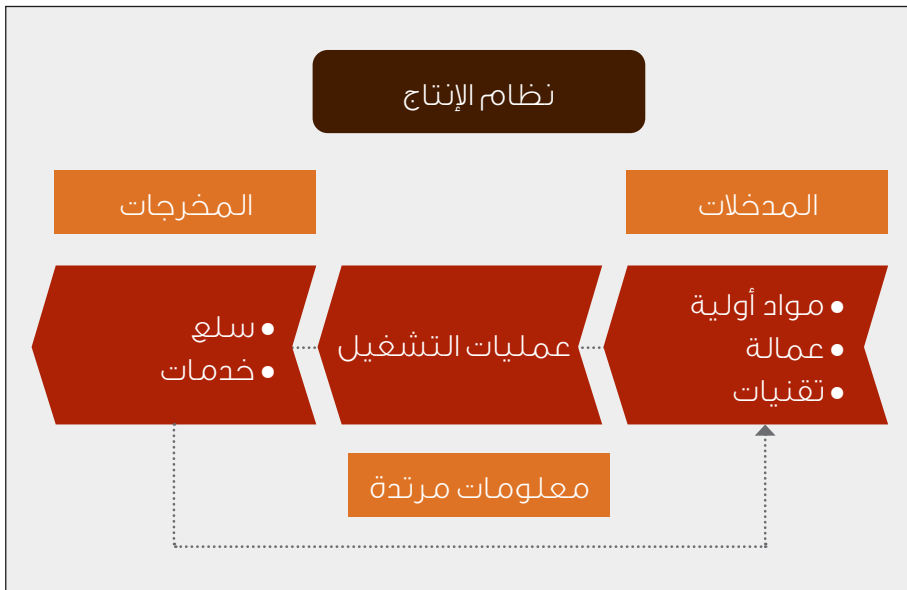 نظام الإنتاج
المدخلات
المخرجات
• مواد أولية
• عمالة
• تقنيات
عمليات التشغيل
• سلع
• خدمات
معلومات مرتدة